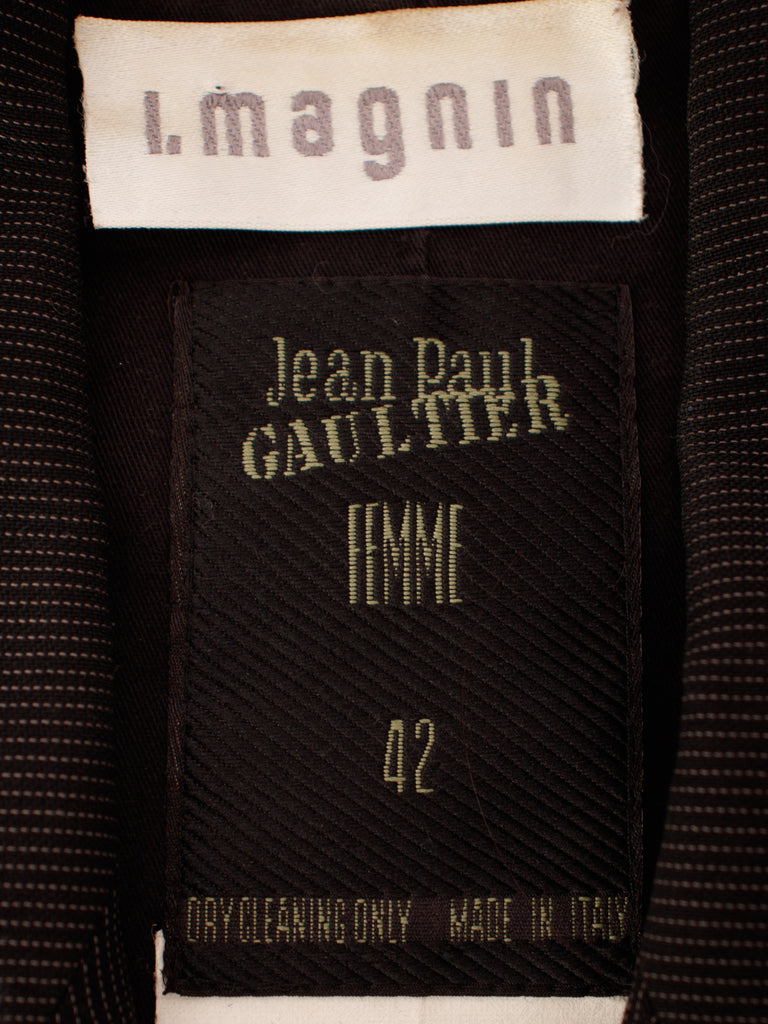 I. magnin
Jean Paul
GAULTIER
FEMME
42
DRY CLEANING ONLY MADE IN ITALY